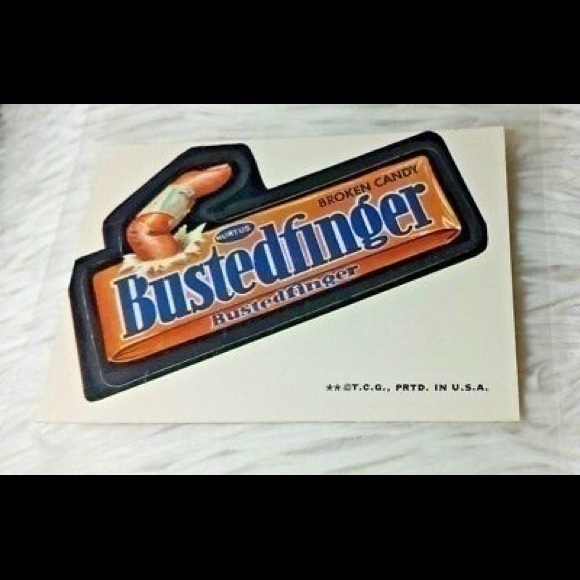 BROKEN CANDY
HURTUS
Bustedfinger
Bustedfinger
**©T.C.G., PRTD. IN U.S.A.